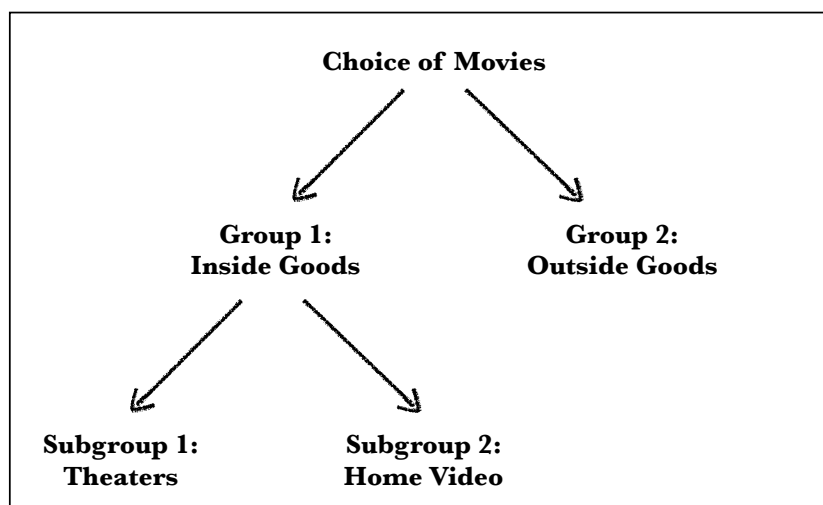 Choice of Movies
Group 1:
Inside Goods
Group 2:
Outside Goods
Subgroup 1:
Theaters
Subgroup 2:
Home Video